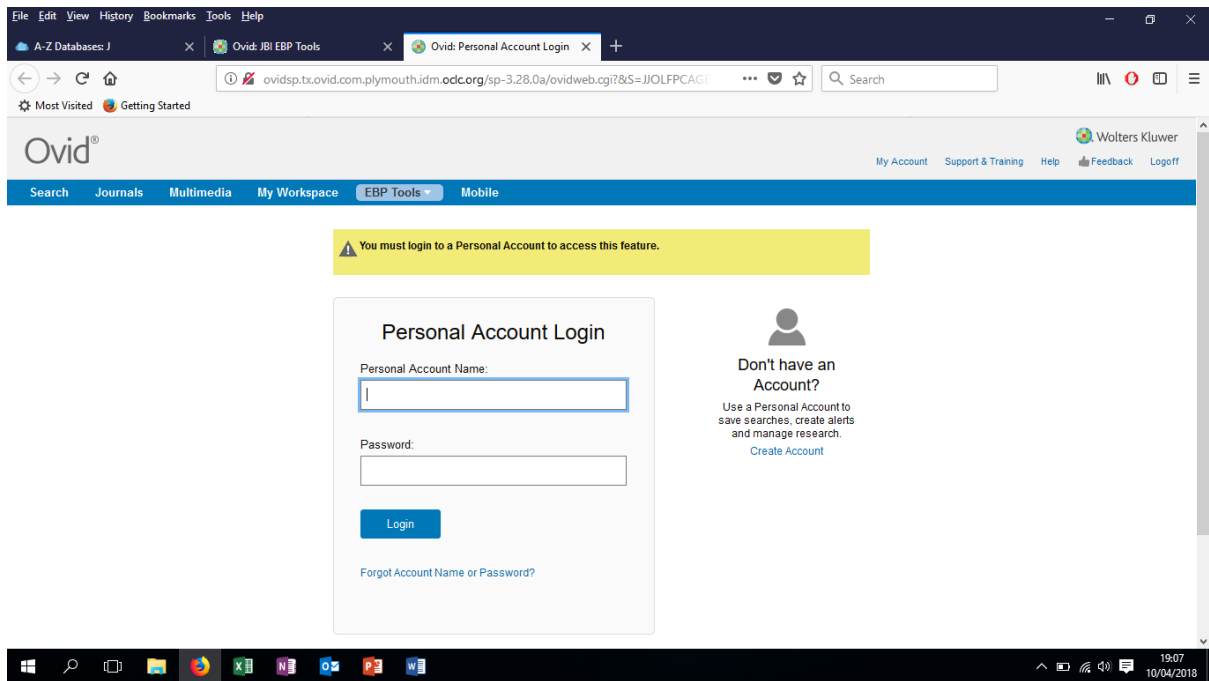 File Edit View History Bookmarks Tools Help
A-Z Databases: J
Ovid: JBI EBP Tools
Ovid: Personal Account Login
ovidsp.tx.ovid.com.plymouth.idm.oclc.org/sp-3.28.0a/ovidweb.cgi?&S=JJOLFPCAGE
Search
Most Visited Getting Started
Ovid®
Wolters Kluwer
My Account Support & Training Help Feedback Logoff
Search Journals Multimedia My Workspace EBP Tools Mobile
You must login to a Personal Account to access this feature.
Personal Account Login
Personal Account Name:
Password:
Login
Forgot Account Name or Password?
Don't have an
Account?
Use a Personal Account to
save searches, create alerts
and manage research.
Create Account
19:07
10/04/2018